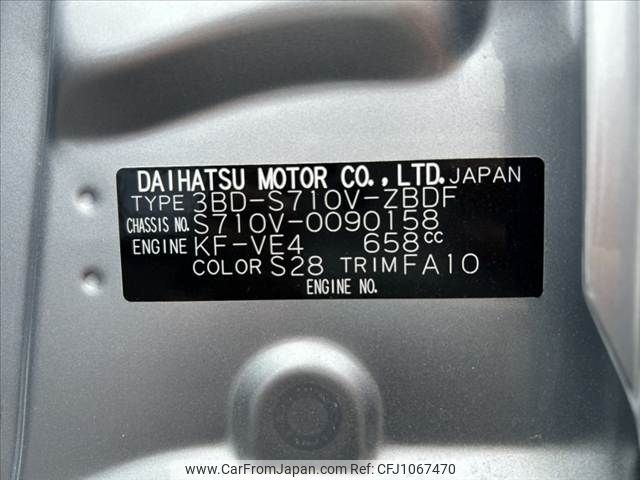 DAIHATSU MOTOR CO.,LTD. JAPAN
TYPE 3BD-S710V-ZBDF
CHASSIS NO. S710V-0090158
ENGINE KF-VE4 658cc
COLOR S28 TRIM FA10
ENGINE NO.
www.CarFromJapan.com | Car Ref: CFJ1067470